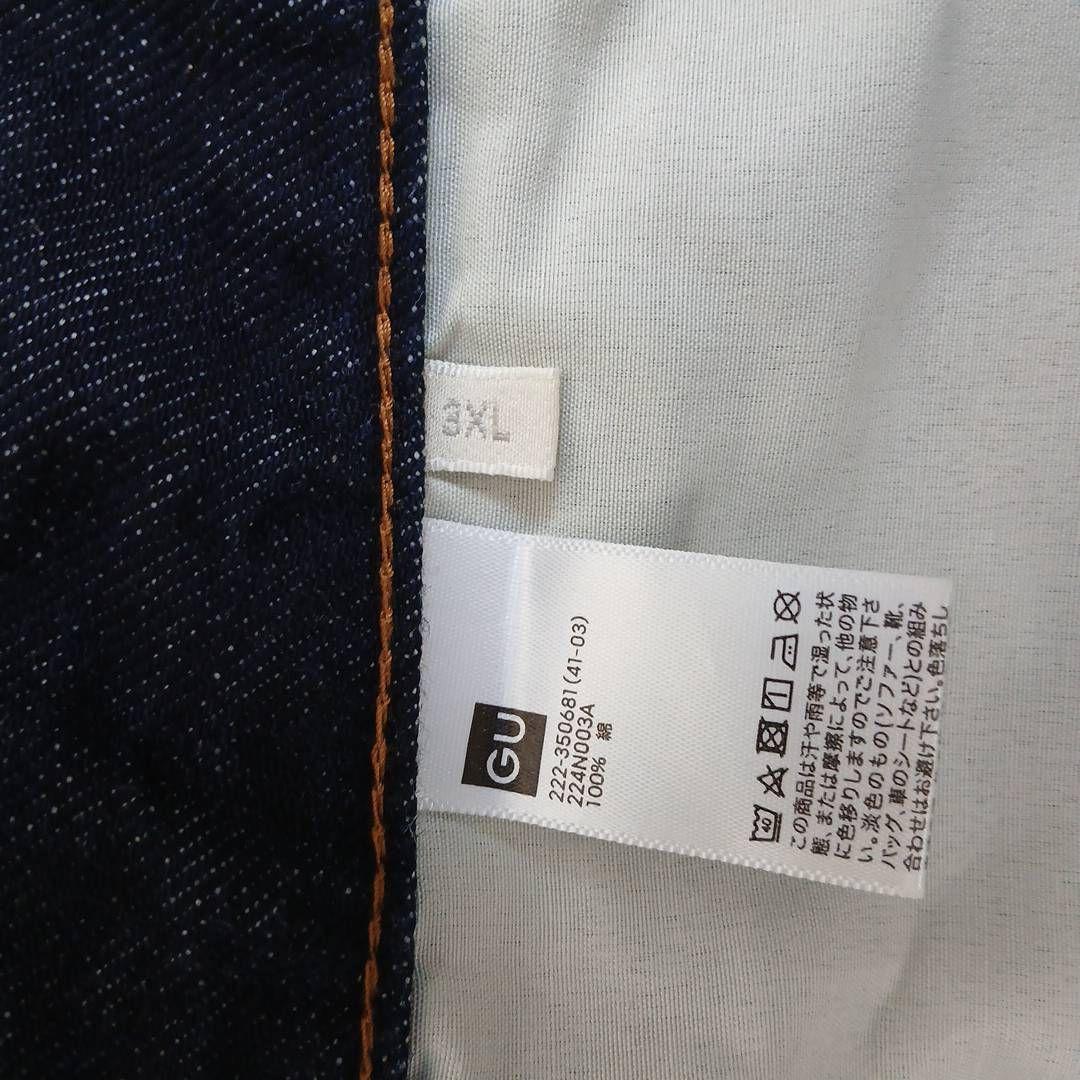 3XL
GU
222-350681(41-03)
224N003A
100% 綿
40
この商品は汗や雨等で湿った状
態、または摩擦によって、他の物
に色移りしますのでご注意下さ
い。淡色のもの(ソファー、靴、
バッグ、車のシートなど)との組み
合わせはお避け下さい。色落ちし